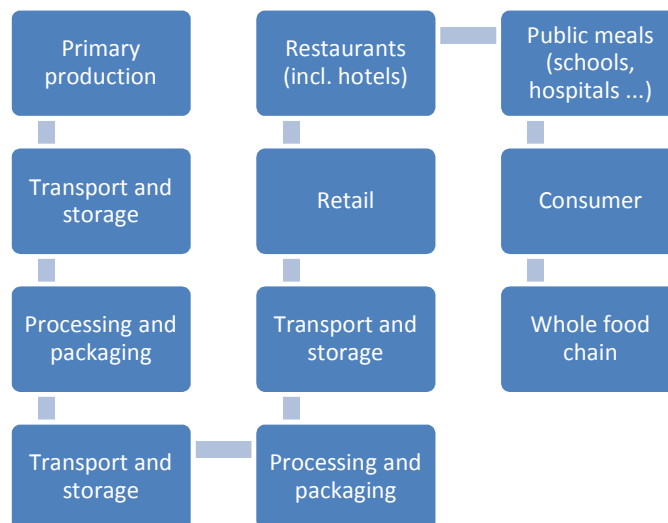 Primary
production
Transport and
storage
Processing and
packaging
Transport and
storage
Processing and
packaging
Transport and
storage
Retail
Restaurants
(incl. hotels)
Public meals
(schools,
hospitals ...)
Consumer
Whole food
chain